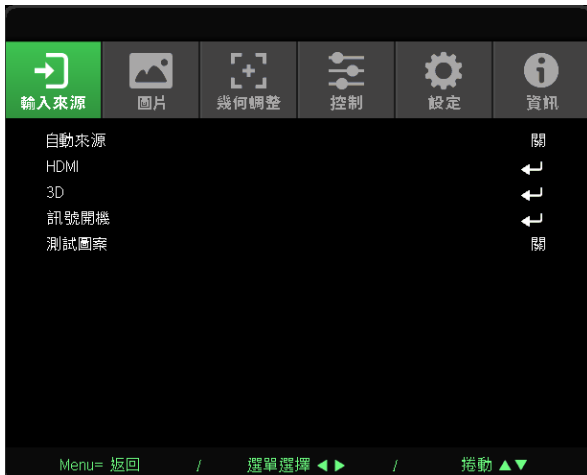 輸入來源 圖片 幾何調整 控制 設定 資訊
自動來源 關
HDMI
3D
訊號開機
測試圖案 關
Menu= 返回 / 選單選擇 ◀ ▶ / 捲動 ▲▼